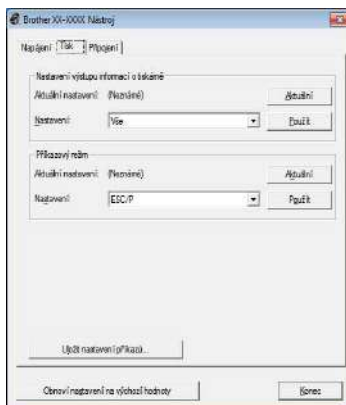 Brother XX-XXXX Nástroj
Napájení Tisk Připojení
Nastavení výstupu informací o tiskárně
Aktuální nastavení: (Neznámé) Aktuální
Nastavení: Vše Použít
Příkazový režim
Aktuální nastavení: (Neznámé) Aktuální
Nastavení: ESC/P Použít
Uložit nastavení příkazů...
Obnoví nastavení na výchozí hodnoty Konec